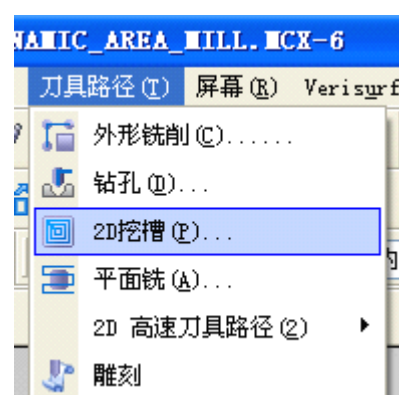 NAMIC_AREA_MILL.MCX-6
刀具路径(T) 屏幕(R) Verisurf
外形铣削(C)......
钻孔(D)...
2D挖槽(P)...
平面铣(A)...
2D 高速刀具路径(2)
雕刻